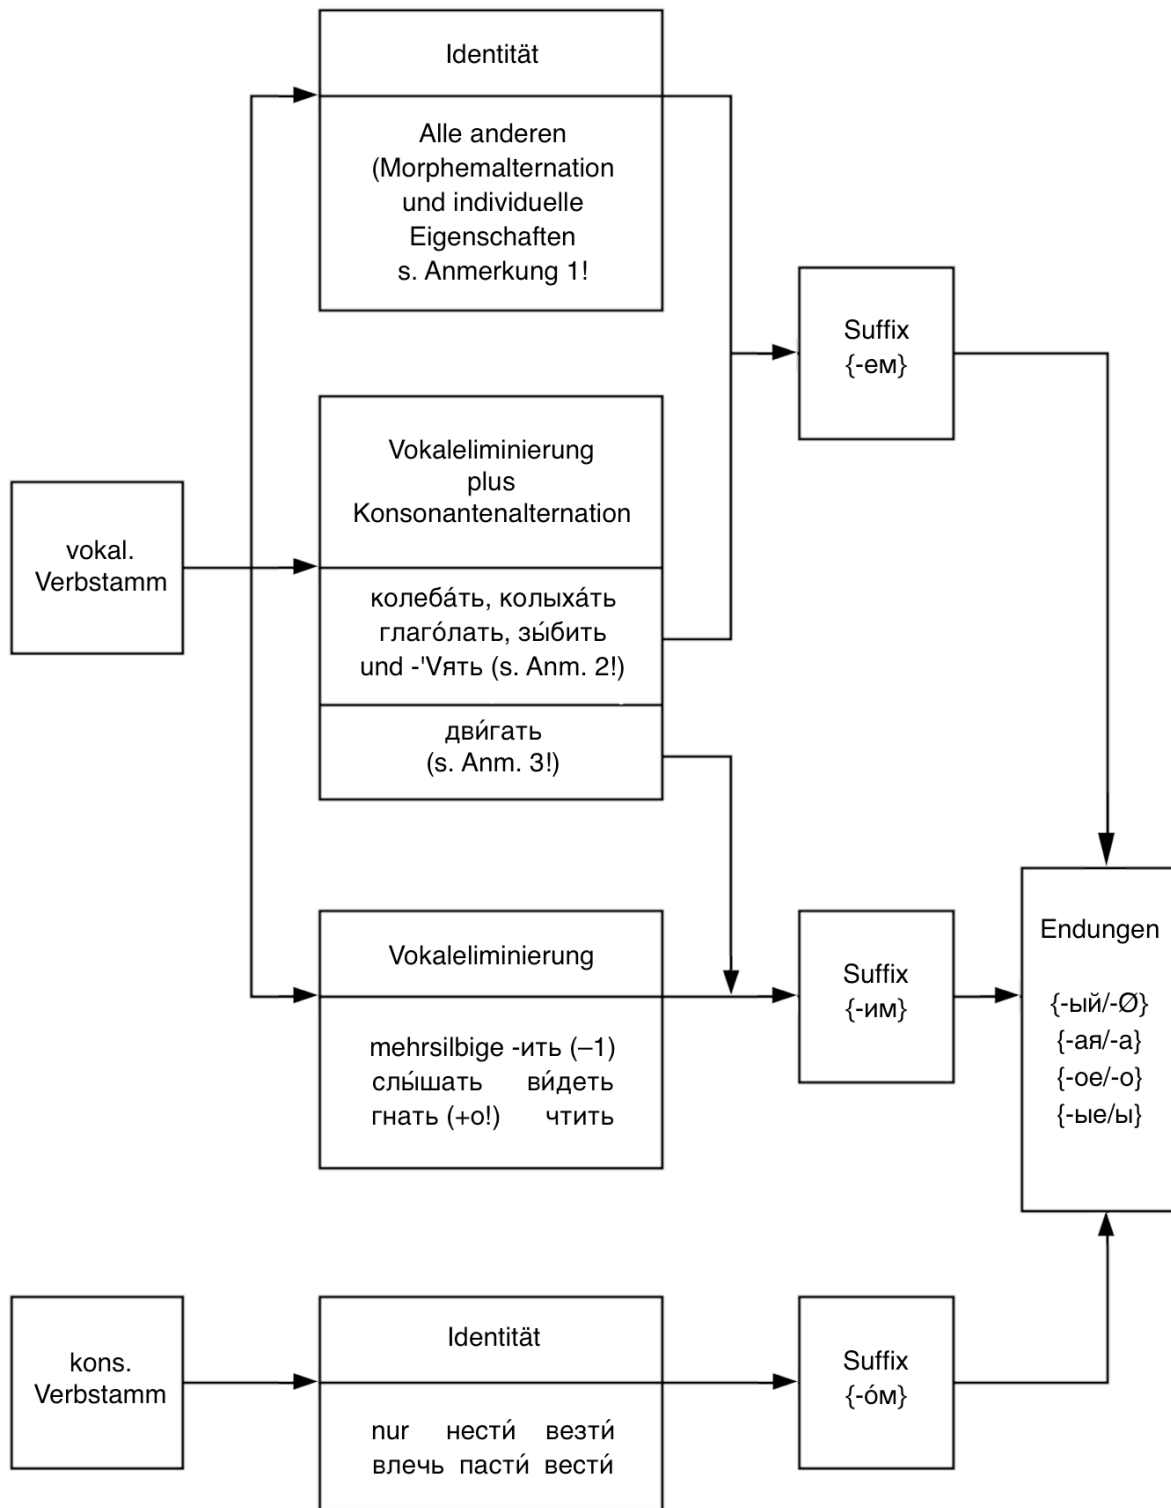 Identität
Alle anderen
(Morphemalternation
und individuelle
Eigenschaften
s. Anmerkung 1!
Suffix
{-ем}
Vokaleliminierung
plus
Konsonantenalternation
vokal.
Verbstamm
колеба́ть, колыха́ть
глаго́лать, зы́бить
und -'Vять (s. Anm. 2!)
дви́гать
(s. Anm. 3!)
Vokaleliminierung
mehrsilbige -ить (–1)
слы́шать ви́деть
гнать (+о!) чтить
Suffix
{-им}
Endungen
{-ый/-Ø}
{-ая/-а}
{-ое/-о}
{-ые/ы}
kons.
Verbstamm
Identität
nur нести́ везти́
влечь пасти́ вести́
Suffix
{-о́м}